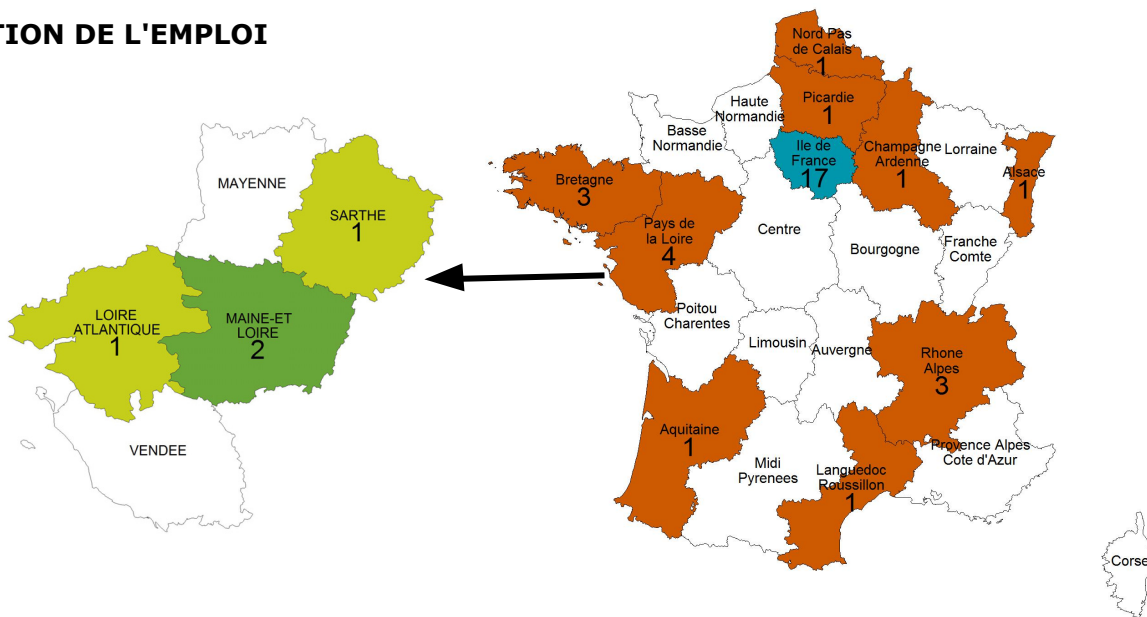 TION DE L'EMPLOI
MAYENNE
SARTHE
1
LOIRE
ATLANTIQUE
1
MAINE-ET
LOIRE
2
VENDEE
Nord Pas
de Calais
1
Picardie
1
Haute
Normandie
Basse
Normandie
Ile de
France
17
Champagne
Ardenne
1
Lorraine
Alsace
1
Bretagne
3
Pays de
la Loire
4
Centre
Bourgogne
Franche
Comte
Poitou
Charentes
Limousin
Auvergne
Rhone
Alpes
3
Aquitaine
1
Midi
Pyrenees
Languedoc
Roussillon
1
Provence Alpes
Cote d'Azur
Corse